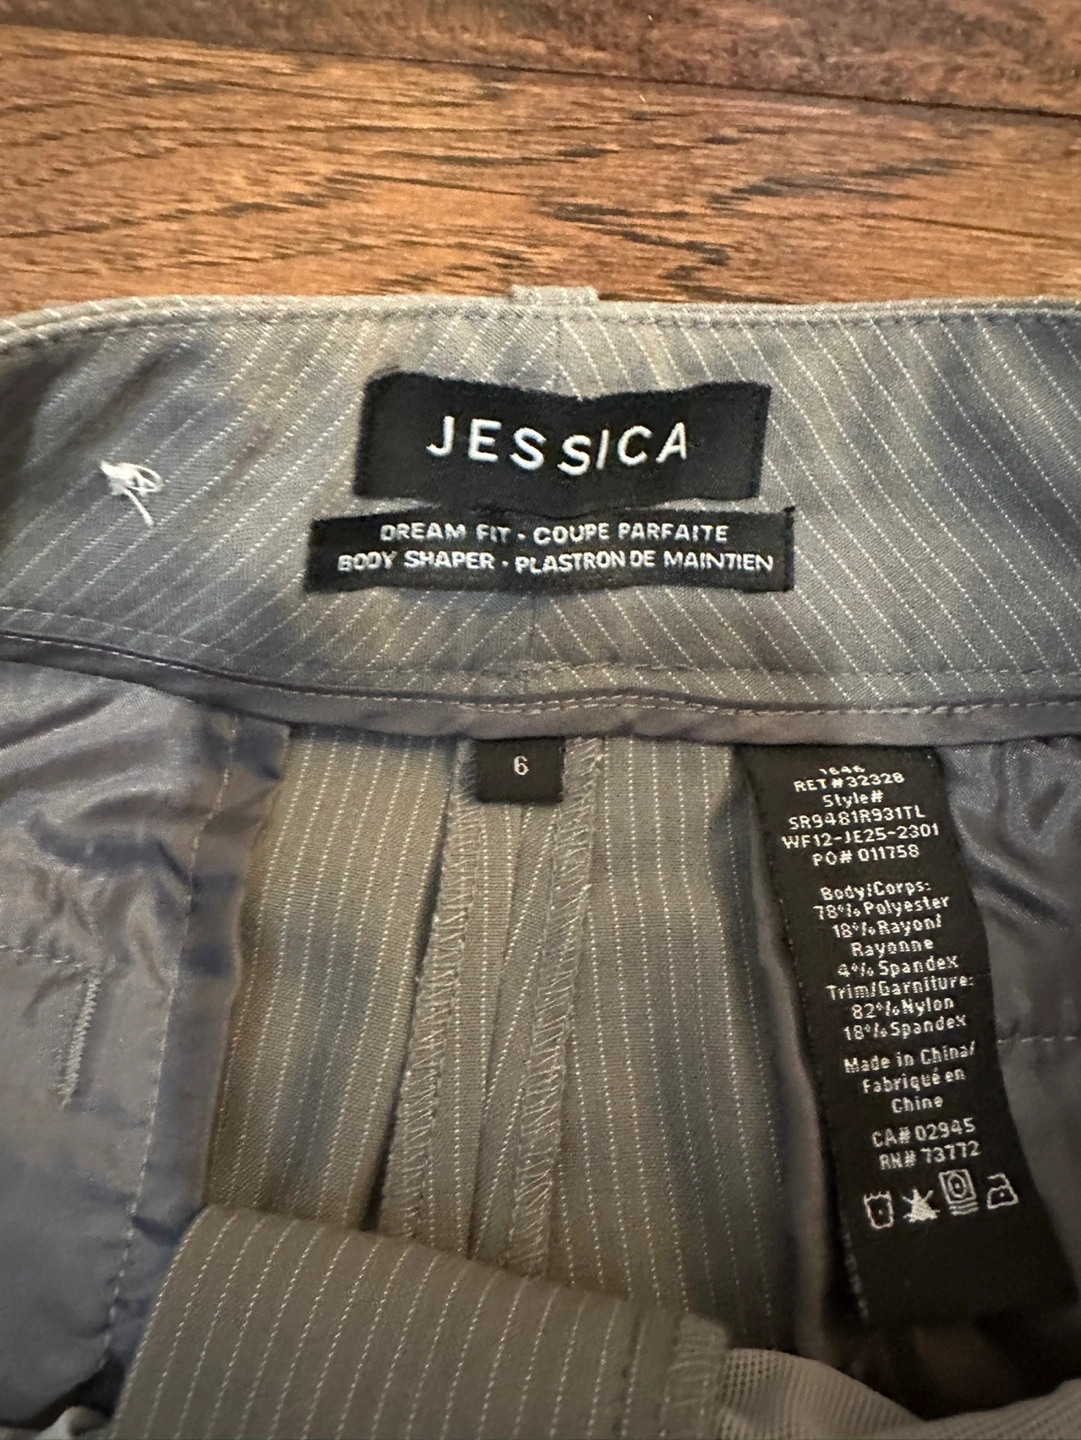 JESSICA
DREAM FIT - COUPE PARFAITE
BODY SHAPER - PLASTRON DE MAINTIEN
6
RET#32328
Style#
SR9481R931TL
WF12-JE25-2301
PO# 011758
Body/Corps:
78% Polyester
18% Rayon/
Rayonne
4% Spandex
Trim/Garniture:
82% Nylon
18% Spandex
Made in China/
Fabriqué en
Chine
CA# 02945
RN# 73772